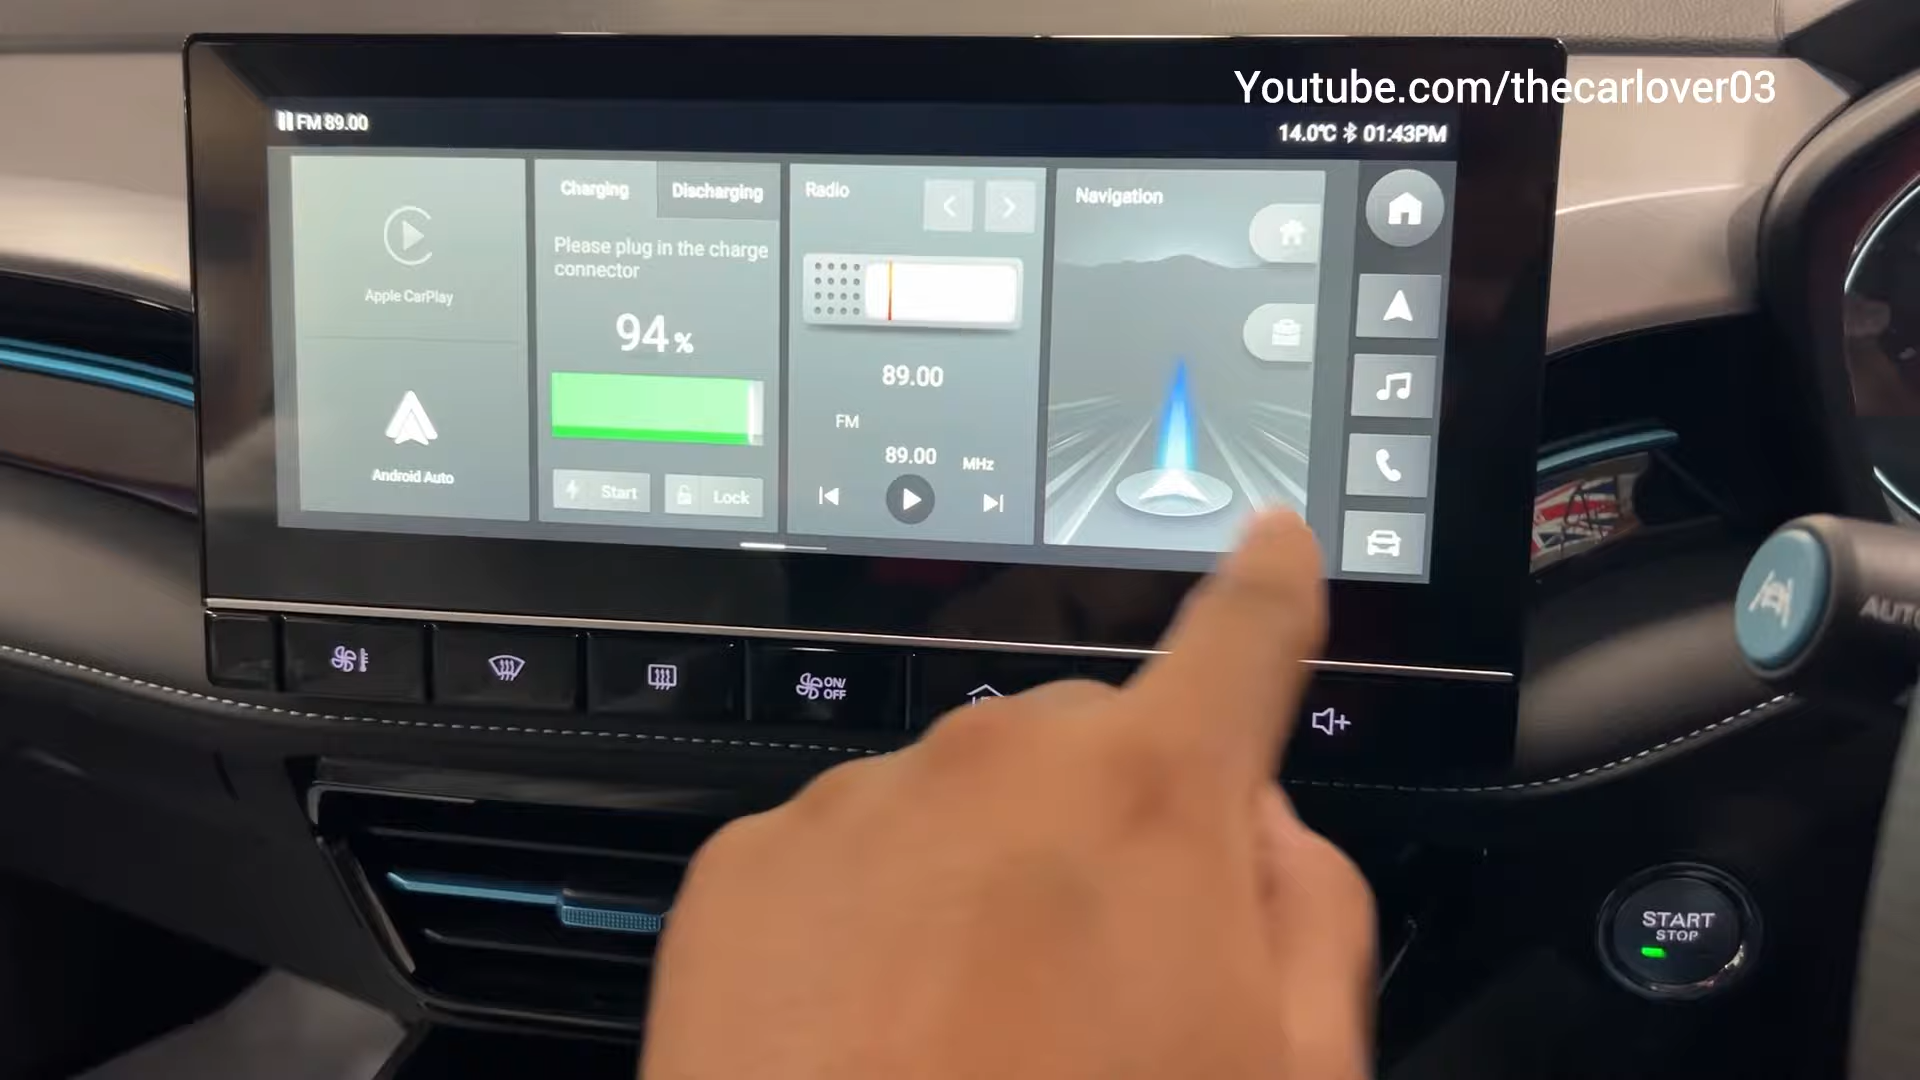 Youtube.com/thecarlover03
FM 89.00
14.0℃ 01:43PM
Apple CarPlay
Android Auto
Charging
Discharging
Please plug in the charge
connector
94%
Start
Lock
Radio
89.00
FM
89.00 MHz
Navigation
ON/
OFF
AUTO
START
STOP